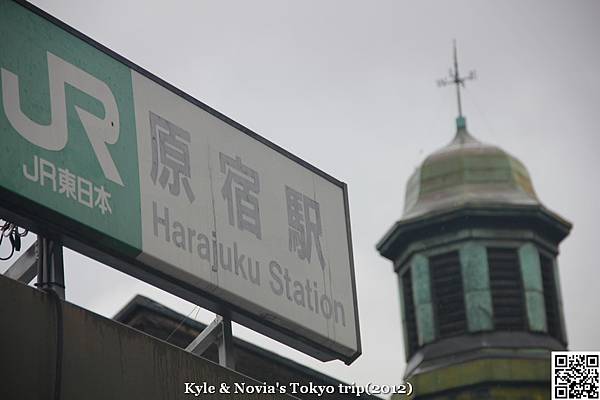 JR
JR東日本
原宿駅
Harajuku Station
Kyle & Novia's Tokyo trip(2012)